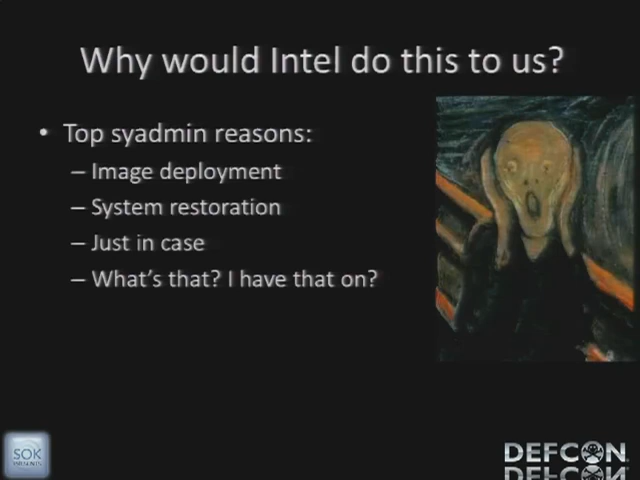 Why would Intel do this to us?
• Top syadmin reasons:
– Image deployment
– System restoration
– Just in case
– What's that? I have that on?
SOK
PRESENTS
DEFCON